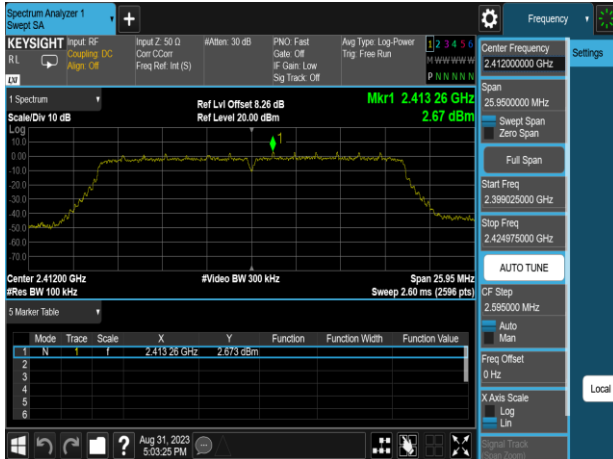 Spectrum Analyzer 1
Swept SA
Frequency
KEYSIGHT
RL
LXI
Input: RF
Coupling: DC
Align: Off
Input Z: 50 Ω
Corr CCorr
Freq Ref: Int (S)
#Atten: 30 dB
PNO: Fast
Gate: Off
IF Gain: Low
Sig Track: Off
Avg Type: Log-Power
Trig: Free Run
1 2 3 4 5 6
M W W W W W
P N N N N N
Center Frequency
2.412000000 GHz
Settings
Span
25.9500000 MHz
Swept Span
Zero Span
Full Span
Start Freq
2.399025000 GHz
Stop Freq
2.424975000 GHz
AUTO TUNE
CF Step
2.595000 MHz
Auto
Man
Freq Offset
0 Hz
X Axis Scale
Log
Lin
Signal Track
(Span Zoom)
Local
1 Spectrum
Scale/Div 10 dB
Ref Lvl Offset 8.26 dB
Ref Level 20.00 dBm
Mkr1 2.413 26 GHz
2.67 dBm
Log
10.0
0.00
-10.0
-20.0
-30.0
-40.0
-50.0
-60.0
-70.0
1
Center 2.41200 GHz
#Res BW 100 kHz
#Video BW 300 kHz
Span 25.95 MHz
Sweep 2.60 ms (2596 pts)
5 Marker Table
Mode Trace Scale X Y Function Function Width Function Value
1 N 1 f 2.413 26 GHz 2.673 dBm
2
3
4
5
6
?
Aug 31, 2023
5:03:25 PM